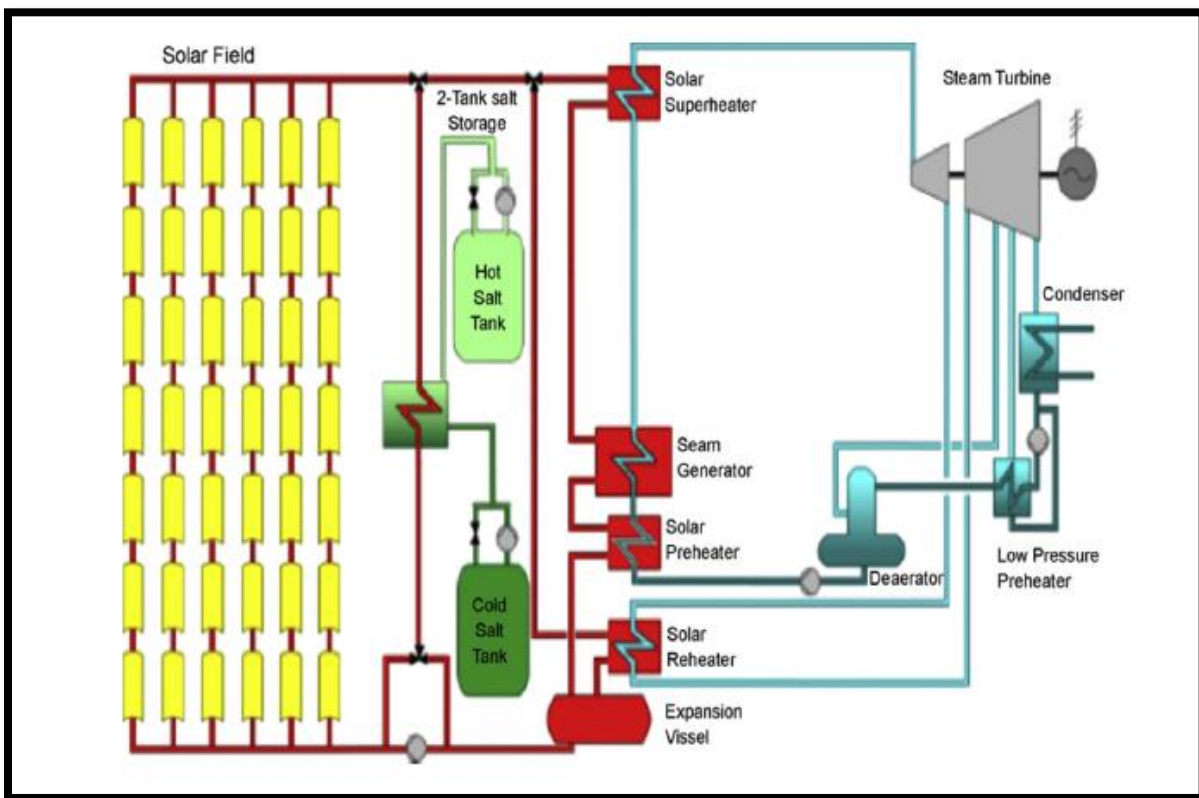 Solar Field
2-Tank salt
Storage
Solar
Superheater
Steam Turbine
Hot
Salt
Tank
Condenser
Seam
Generator
Solar
Preheater
Deaerator
Low Pressure
Preheater
Cold
Salt
Tank
Solar
Reheater
Expansion
Vissel